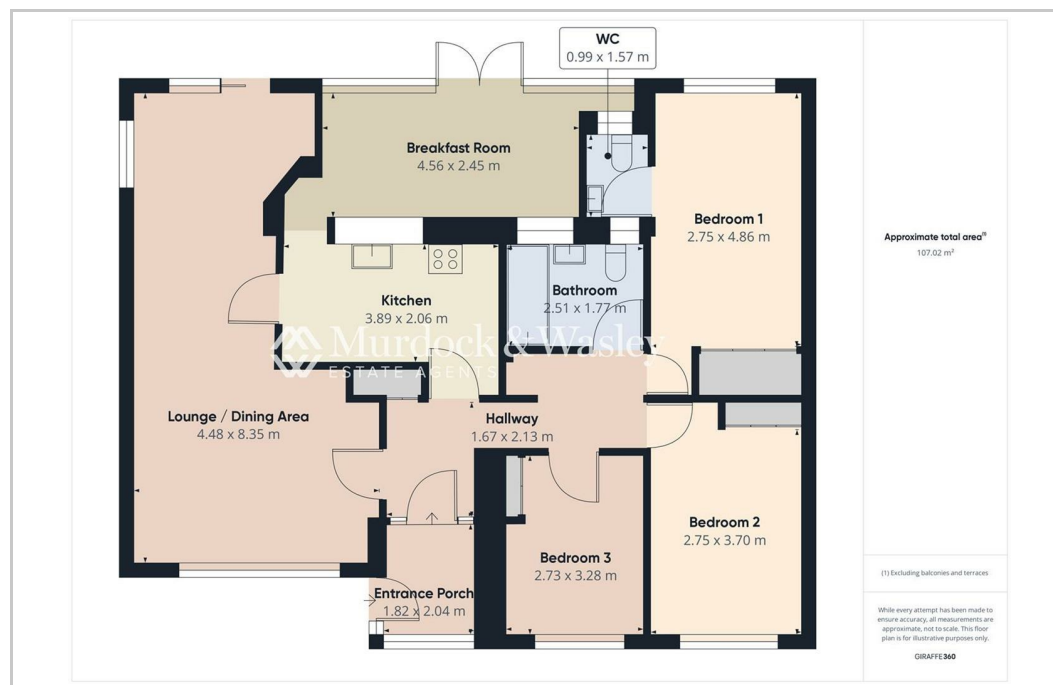 WC
0.99 x 1.57 m
Breakfast Room
4.56 x 2.45 m
Bedroom 1
2.75 x 4.86 m
Kitchen
3.89 x 2.06 m
Bathroom
2.51 x 1.77 m
Murdock & Wasley
ESTATE AGENTS
Lounge / Dining Area
4.48 x 8.35 m
Hallway
1.67 x 2.13 m
Bedroom 2
2.75 x 3.70 m
Bedroom 3
2.73 x 3.28 m
Entrance Porch
1.82 x 2.04 m
Approximate total area⁽¹⁾
107.02 m²
(1) Excluding balconies and terraces
While every attempt has been made to
ensure accuracy, all measurements are
approximate, not to scale. This floor
plan is for illustrative purposes only.
GIRAFFE360